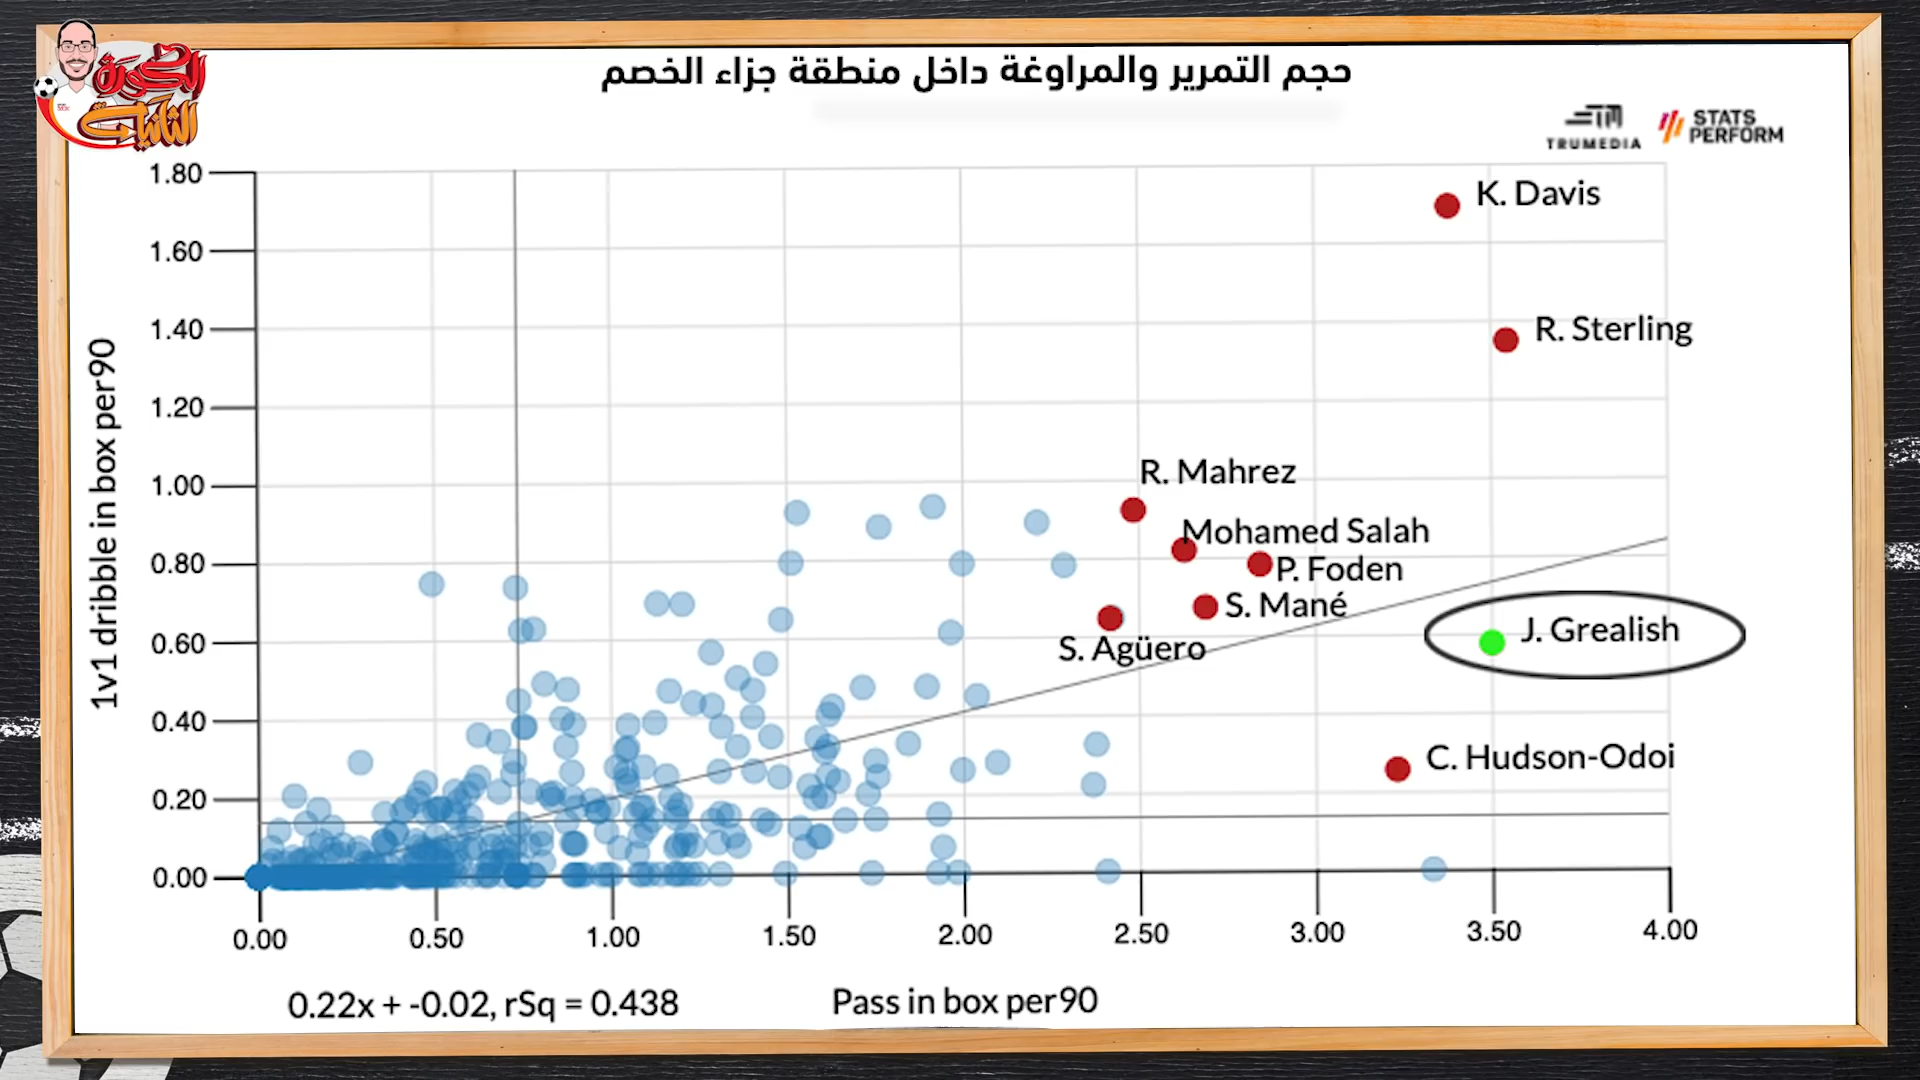 الكورة
الثانية
حجم التمرير والمراوغة داخل منطقة جزاء الخصم
TRUMEDIA
STATS
PERFORM
1v1 dribble in box per90
1.80
1.60
1.40
1.20
1.00
0.80
0.60
0.40
0.20
0.00
K. Davis
R. Sterling
R. Mahrez
Mohamed Salah
P. Foden
S. Mané
S. Agüero
J. Grealish
C. Hudson-Odoi
0.00 0.50 1.00 1.50 2.00 2.50 3.00 3.50 4.00
0.22x + -0.02, rSq = 0.438
Pass in box per90